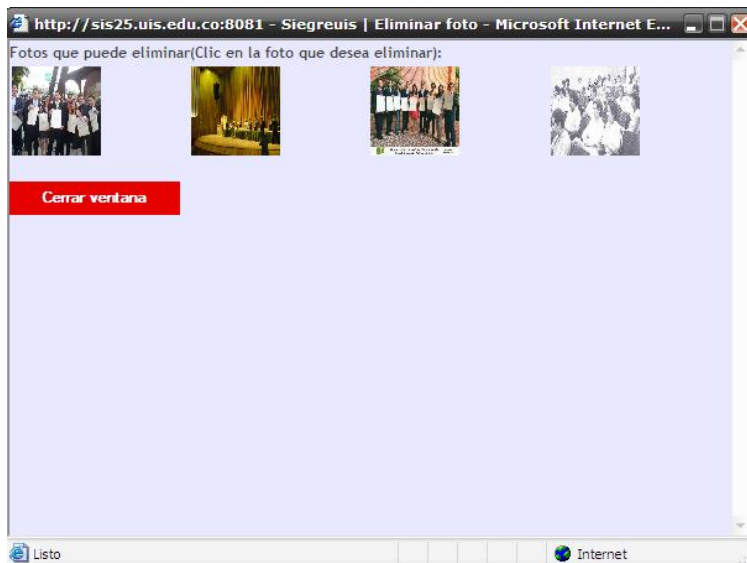 http://sis25.uis.edu.co:8081 - Siegreuis | Eliminar foto - Microsoft Internet E...
Fotos que puede eliminar(Clic en la foto que desea eliminar):
Cerrar ventana
Listo
Internet